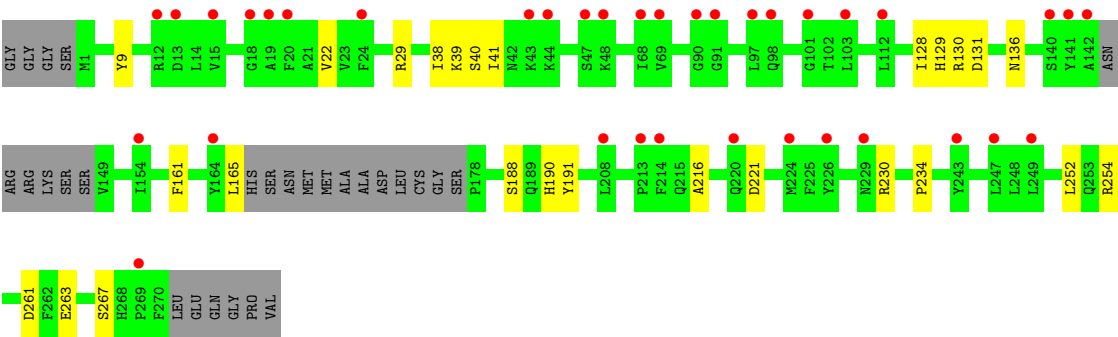 GLY GLY GLY SER M1 Y9 R12 D13 L14 V15 G18 A19 F20 A21 V22 V23 F24 R29 I38 K39 S40 I41 N42 K43 K44 S47 K48 I68 V69 G90 G91 L97 Q98 G101 T102 L103 L112 I128 H129 R130 D131 N136 S140 Y141 A142 ASN
ARG ARG LYS SER SER V149 I154 F161 Y164 L165 HIS SER ASN MET MET ALA ALA ASP LEU CYS GLY SER P178 S188 Q189 H190 Y191 L208 P213 F214 Q215 A216 Q220 D221 M224 F225 Y226 N229 R230 P234 Y243 L247 L248 L249 L252 Q253 R254
D261 F262 E263 S267 H268 P269 F270 LEU GLU GLN GLY PRO VAL